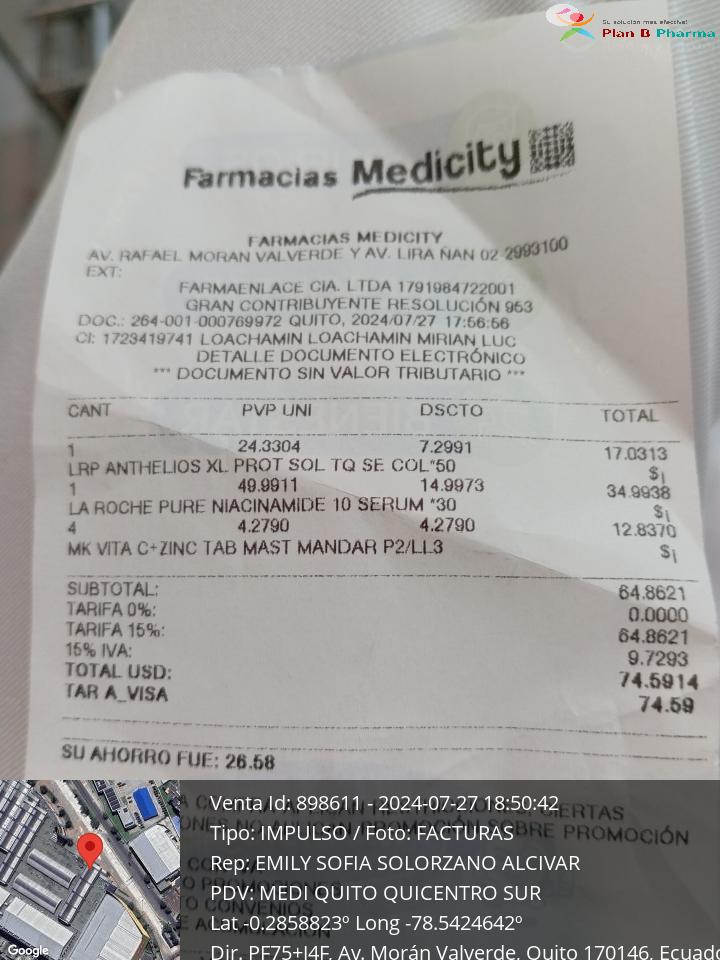 Su solución mas efectiva!
Plan B Pharma
Farmacias Medicity
FARMACIAS MEDICITY
AV. RAFAEL MORAN VALVERDE Y AV. LIRA ÑAN 02-2993100
EXT:
FARMAENLACE CIA. LTDA 1791984722001
GRAN CONTRIBUYENTE RESOLUCIÓN 953
DOC.: 264-001-000769972 QUITO, 2024/07/27 17:56:56
CI: 1723419741 LOACHAMIN LOACHAMIN MIRIAN LUC
DETALLE DOCUMENTO ELECTRÓNICO
*** DOCUMENTO SIN VALOR TRIBUTARIO ***
CANT PVP UNI DSCTO TOTAL
1 24.3304 7.2991 17.0313
LRP ANTHELIOS XL PROT SOL TQ SE COL*50 $¡
1 49.9911 14.9973 34.9938
LA ROCHE PURE NIACINAMIDE 10 SERUM *30 $¡
4 4.2790 4.2790 12.8370
MK VITA C+ZINC TAB MAST MANDAR P2/LL3 $¡
SUBTOTAL: 64.8621
TARIFA 0%: 0.0000
TARIFA 15%: 64.8621
15% IVA: 9.7293
TOTAL USD: 74.5914
TAR A_VISA 74.59
SU AHORRO FUE: 26.58
Venta Id: 898611 - 2024-07-27 18:50:42
Tipo: IMPULSO / Foto: FACTURAS
Rep: EMILY SOFIA SOLORZANO ALCIVAR
PDV: MEDI QUITO QUICENTRO SUR
Lat -0.2858823º Long -78.5424642º
Dir. PF75+J4F, Av. Morán Valverde, Quito 170146, Ecuado
CIERTAS
PROMOCIÓN SOBRE PROMOCIÓN
CONVENIOS
Google